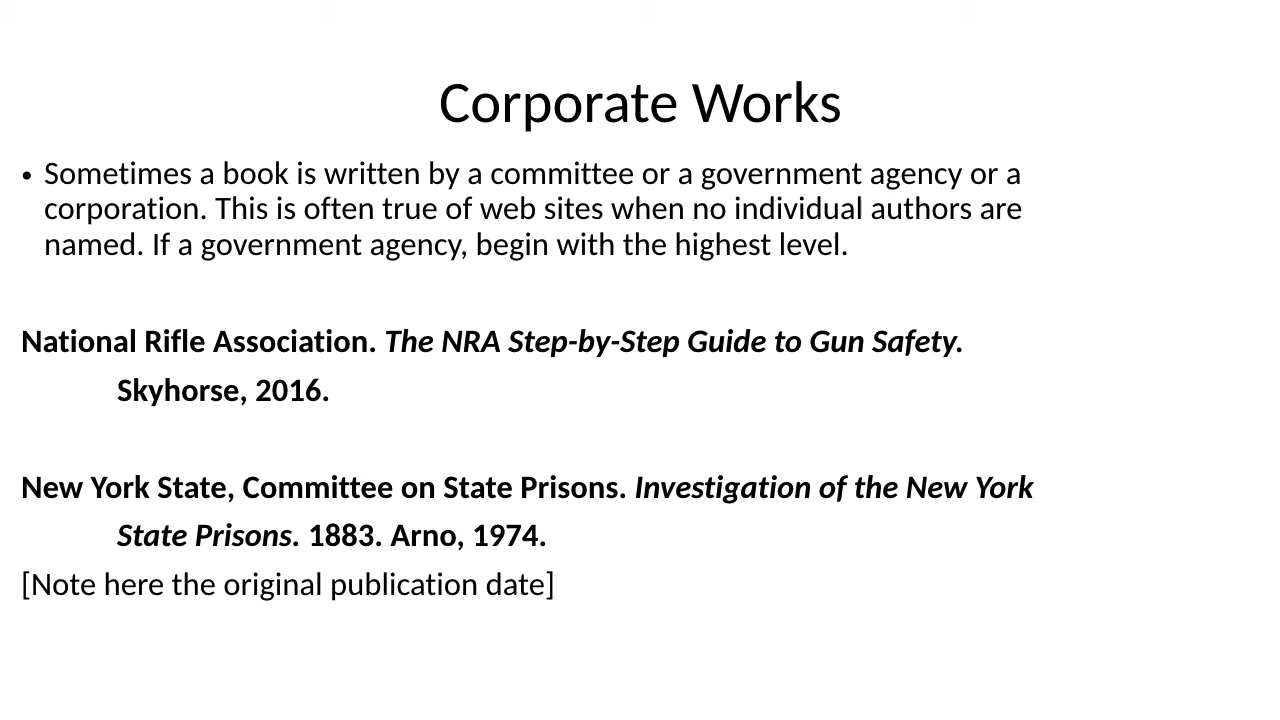 Corporate Works
• Sometimes a book is written by a committee or a government agency or a
corporation. This is often true of web sites when no individual authors are
named. If a government agency, begin with the highest level.
National Rifle Association. The NRA Step-by-Step Guide to Gun Safety.
Skyhorse, 2016.
New York State, Committee on State Prisons. Investigation of the New York
State Prisons. 1883. Arno, 1974.
[Note here the original publication date]